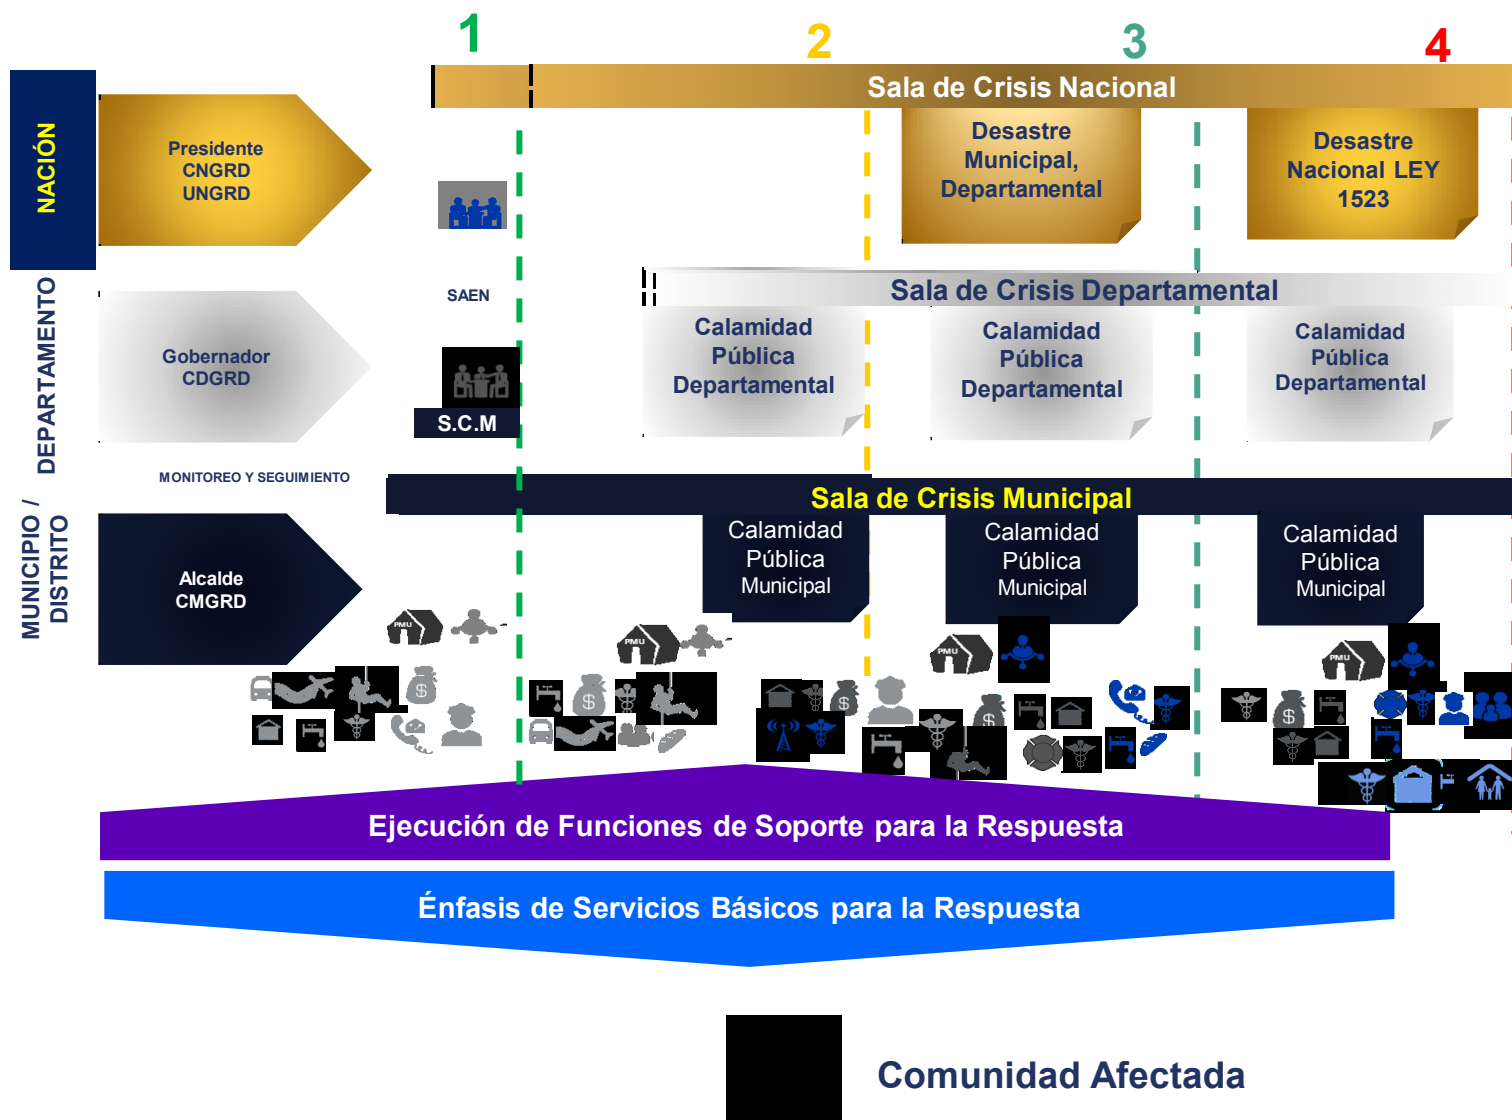 1
2
3
4
Sala de Crisis Nacional
NACIÓN
Presidente
CNGRD
UNGRD
Desastre
Municipal,
Departamental
Desastre
Nacional LEY
1523
DEPARTAMENTO
SAEN
Sala de Crisis Departamental
Gobernador
CDGRD
S.C.M
Calamidad
Pública
Departamental
Calamidad
Pública
Departamental
Calamidad
Pública
Departamental
MONITOREO Y SEGUIMIENTO
Sala de Crisis Municipal
MUNICIPIO /
DISTRITO
Alcalde
CMGRD
Calamidad
Pública
Municipal
Calamidad
Pública
Municipal
Calamidad
Pública
Municipal
PMU
PMU
PMU
PMU
$
$
$
$
$
Ejecución de Funciones de Soporte para la Respuesta
Énfasis de Servicios Básicos para la Respuesta
Comunidad Afectada